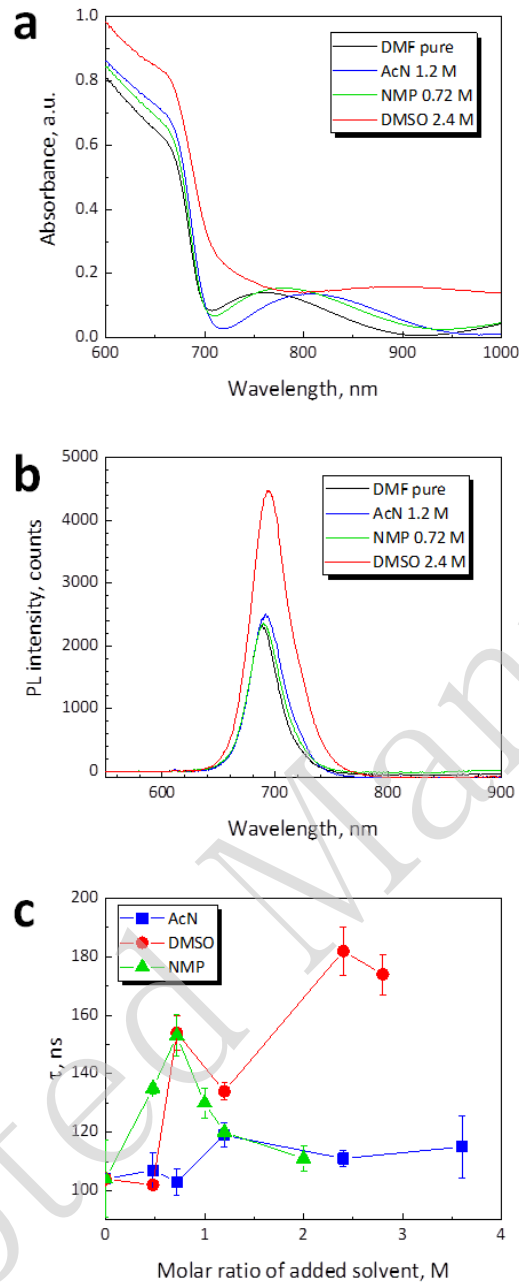 a
1.0
0.8
0.6
0.4
0.2
0.0
Absorbance, a.u.
DMF pure
AcN 1.2 M
NMP 0.72 M
DMSO 2.4 M
600 700 800 900 1000
Wavelength, nm
b
5000
4000
3000
2000
1000
0
PL intensity, counts
DMF pure
AcN 1.2 M
NMP 0.72 M
DMSO 2.4 M
600 700 800 900
Wavelength, nm
c
200
180
160
140
120
100
τ, ns
AcN
DMSO
NMP
0 1 2 3 4
Molar ratio of added solvent, M